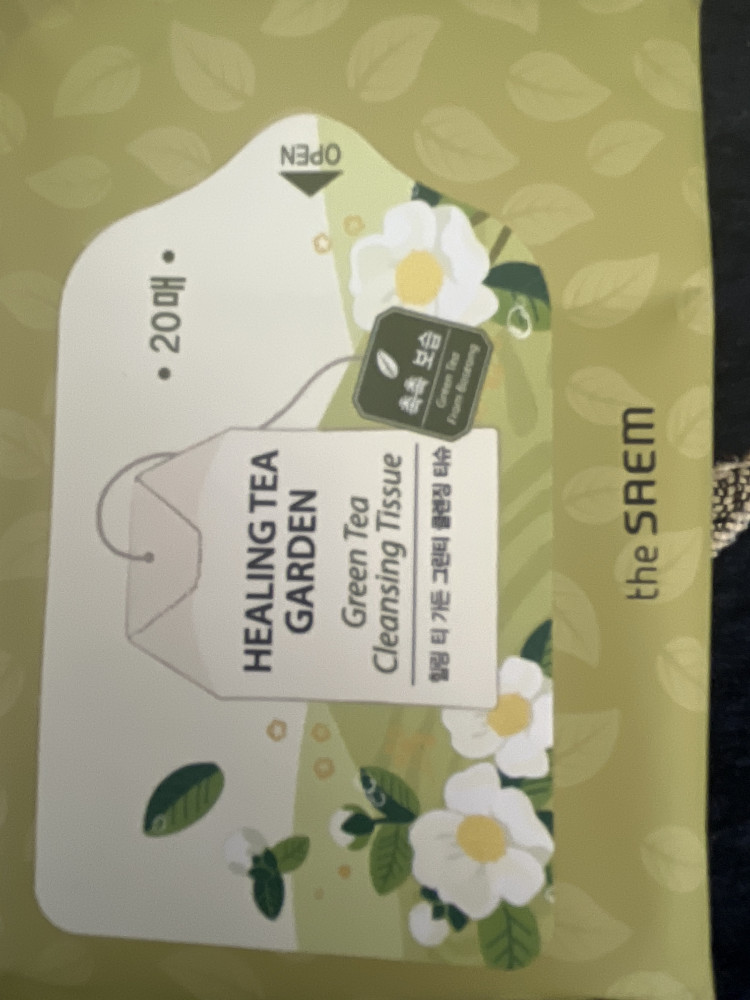 OPEN
• 20매 •
촉촉 보습
Green Tea
From Boseong
HEALING TEA
GARDEN
Green Tea
Cleansing Tissue
힐링 티 가든 그린티 클렌징 티슈
the SAEM